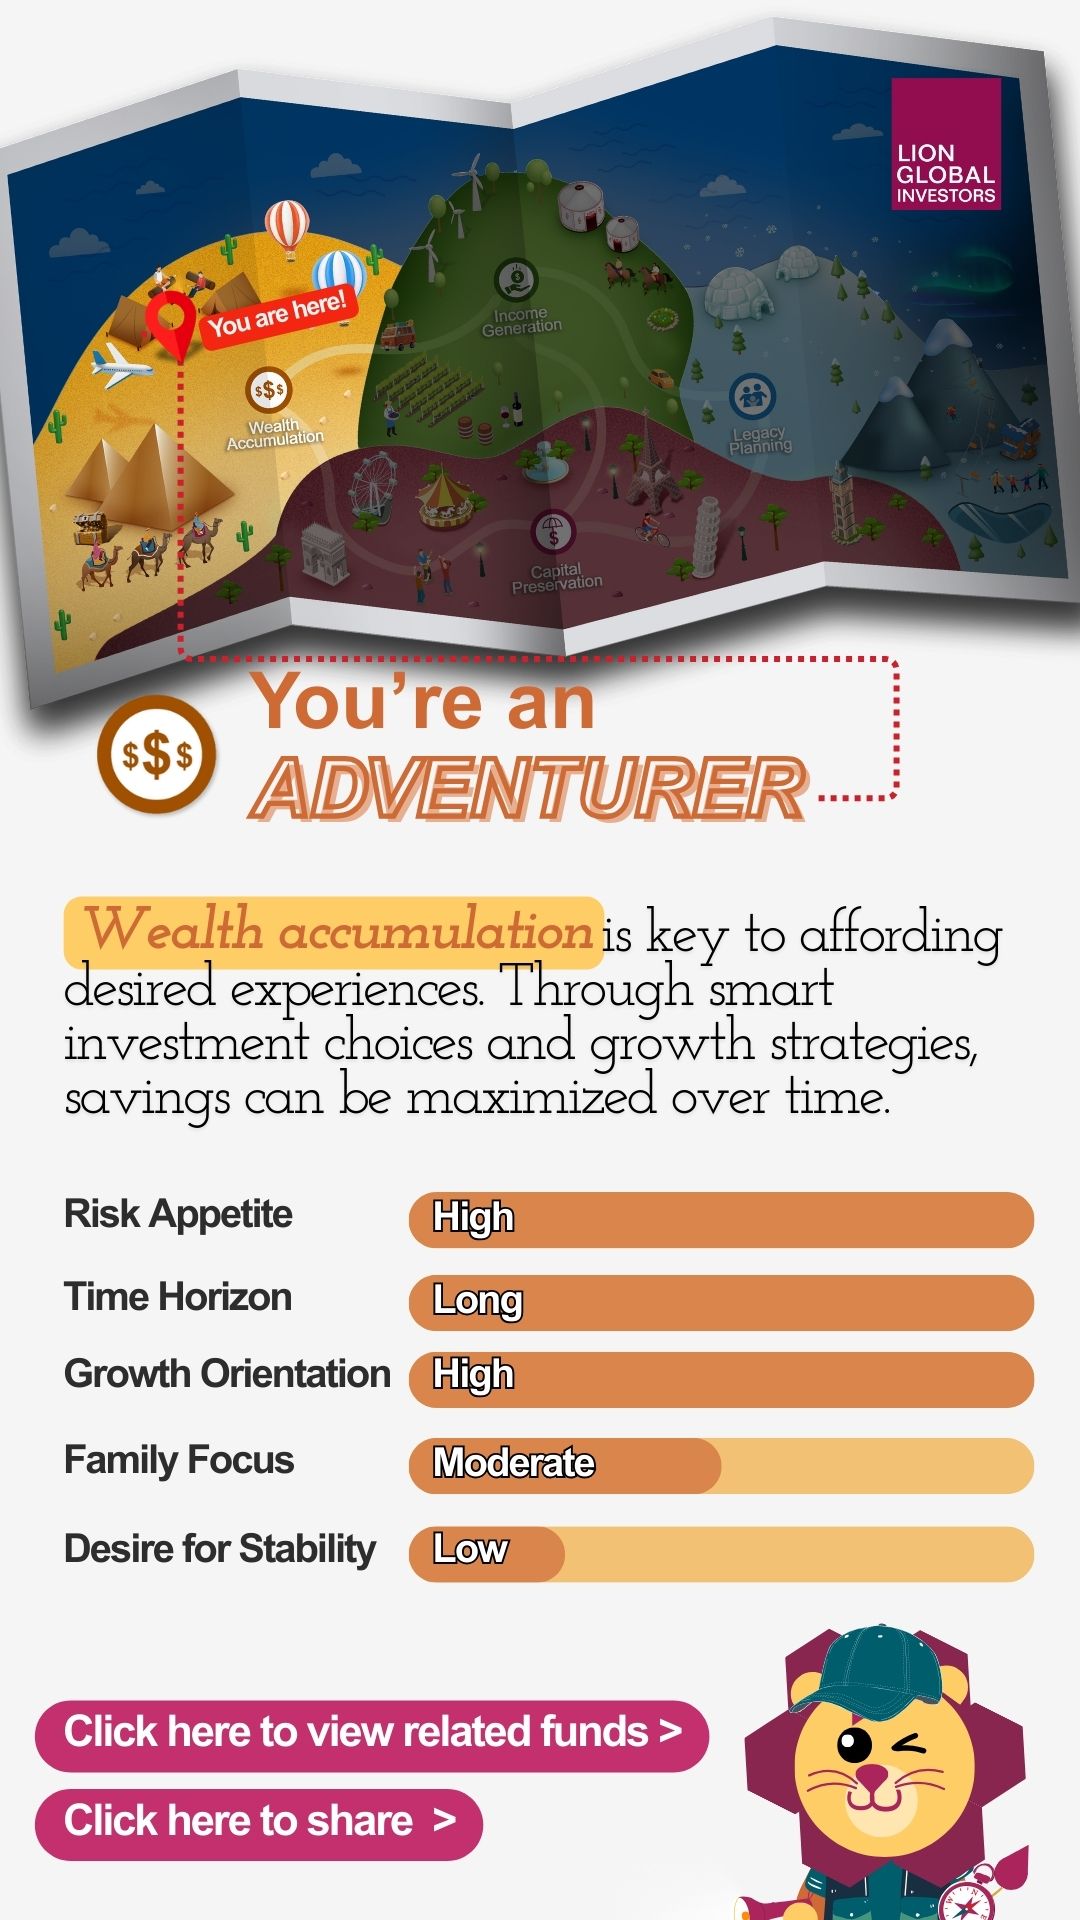 LION
GLOBAL
INVESTORS
You are here!
Income
Generation
$$$
Wealth
Accumulation
Legacy
Planning
$
Capital
Preservation
You're an
$$$
ADVENTURER
Wealth accumulation is key to affording
desired experiences. Through smart
investment choices and growth strategies,
savings can be maximized over time.
Risk Appetite High
Time Horizon Long
Growth Orientation High
Family Focus Moderate
Desire for Stability Low
Click here to view related funds >
Click here to share >